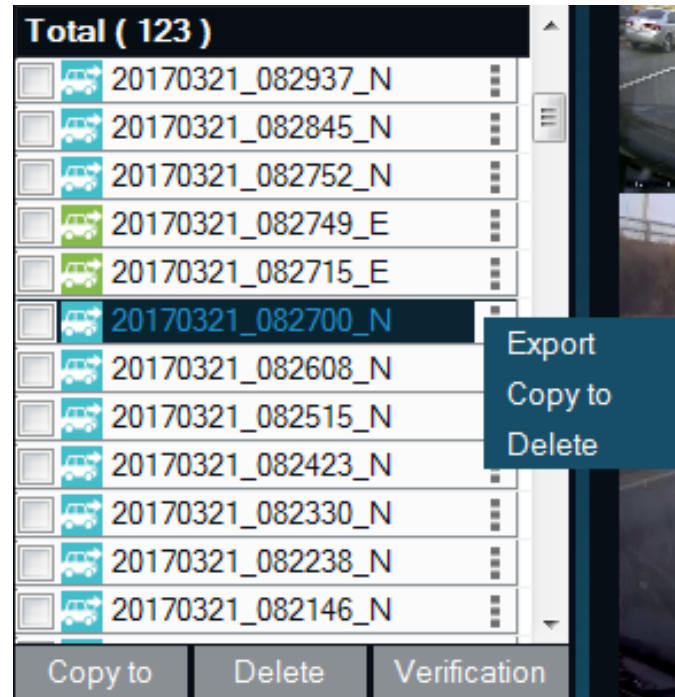 Total ( 123 )
20170321_082937_N
20170321_082845_N
20170321_082752_N
20170321_082749_E
20170321_082715_E
20170321_082700_N
Export
20170321_082608_N
Copy to
20170321_082515_N
Delete
20170321_082423_N
20170321_082330_N
20170321_082238_N
20170321_082146_N
Copy to Delete Verification